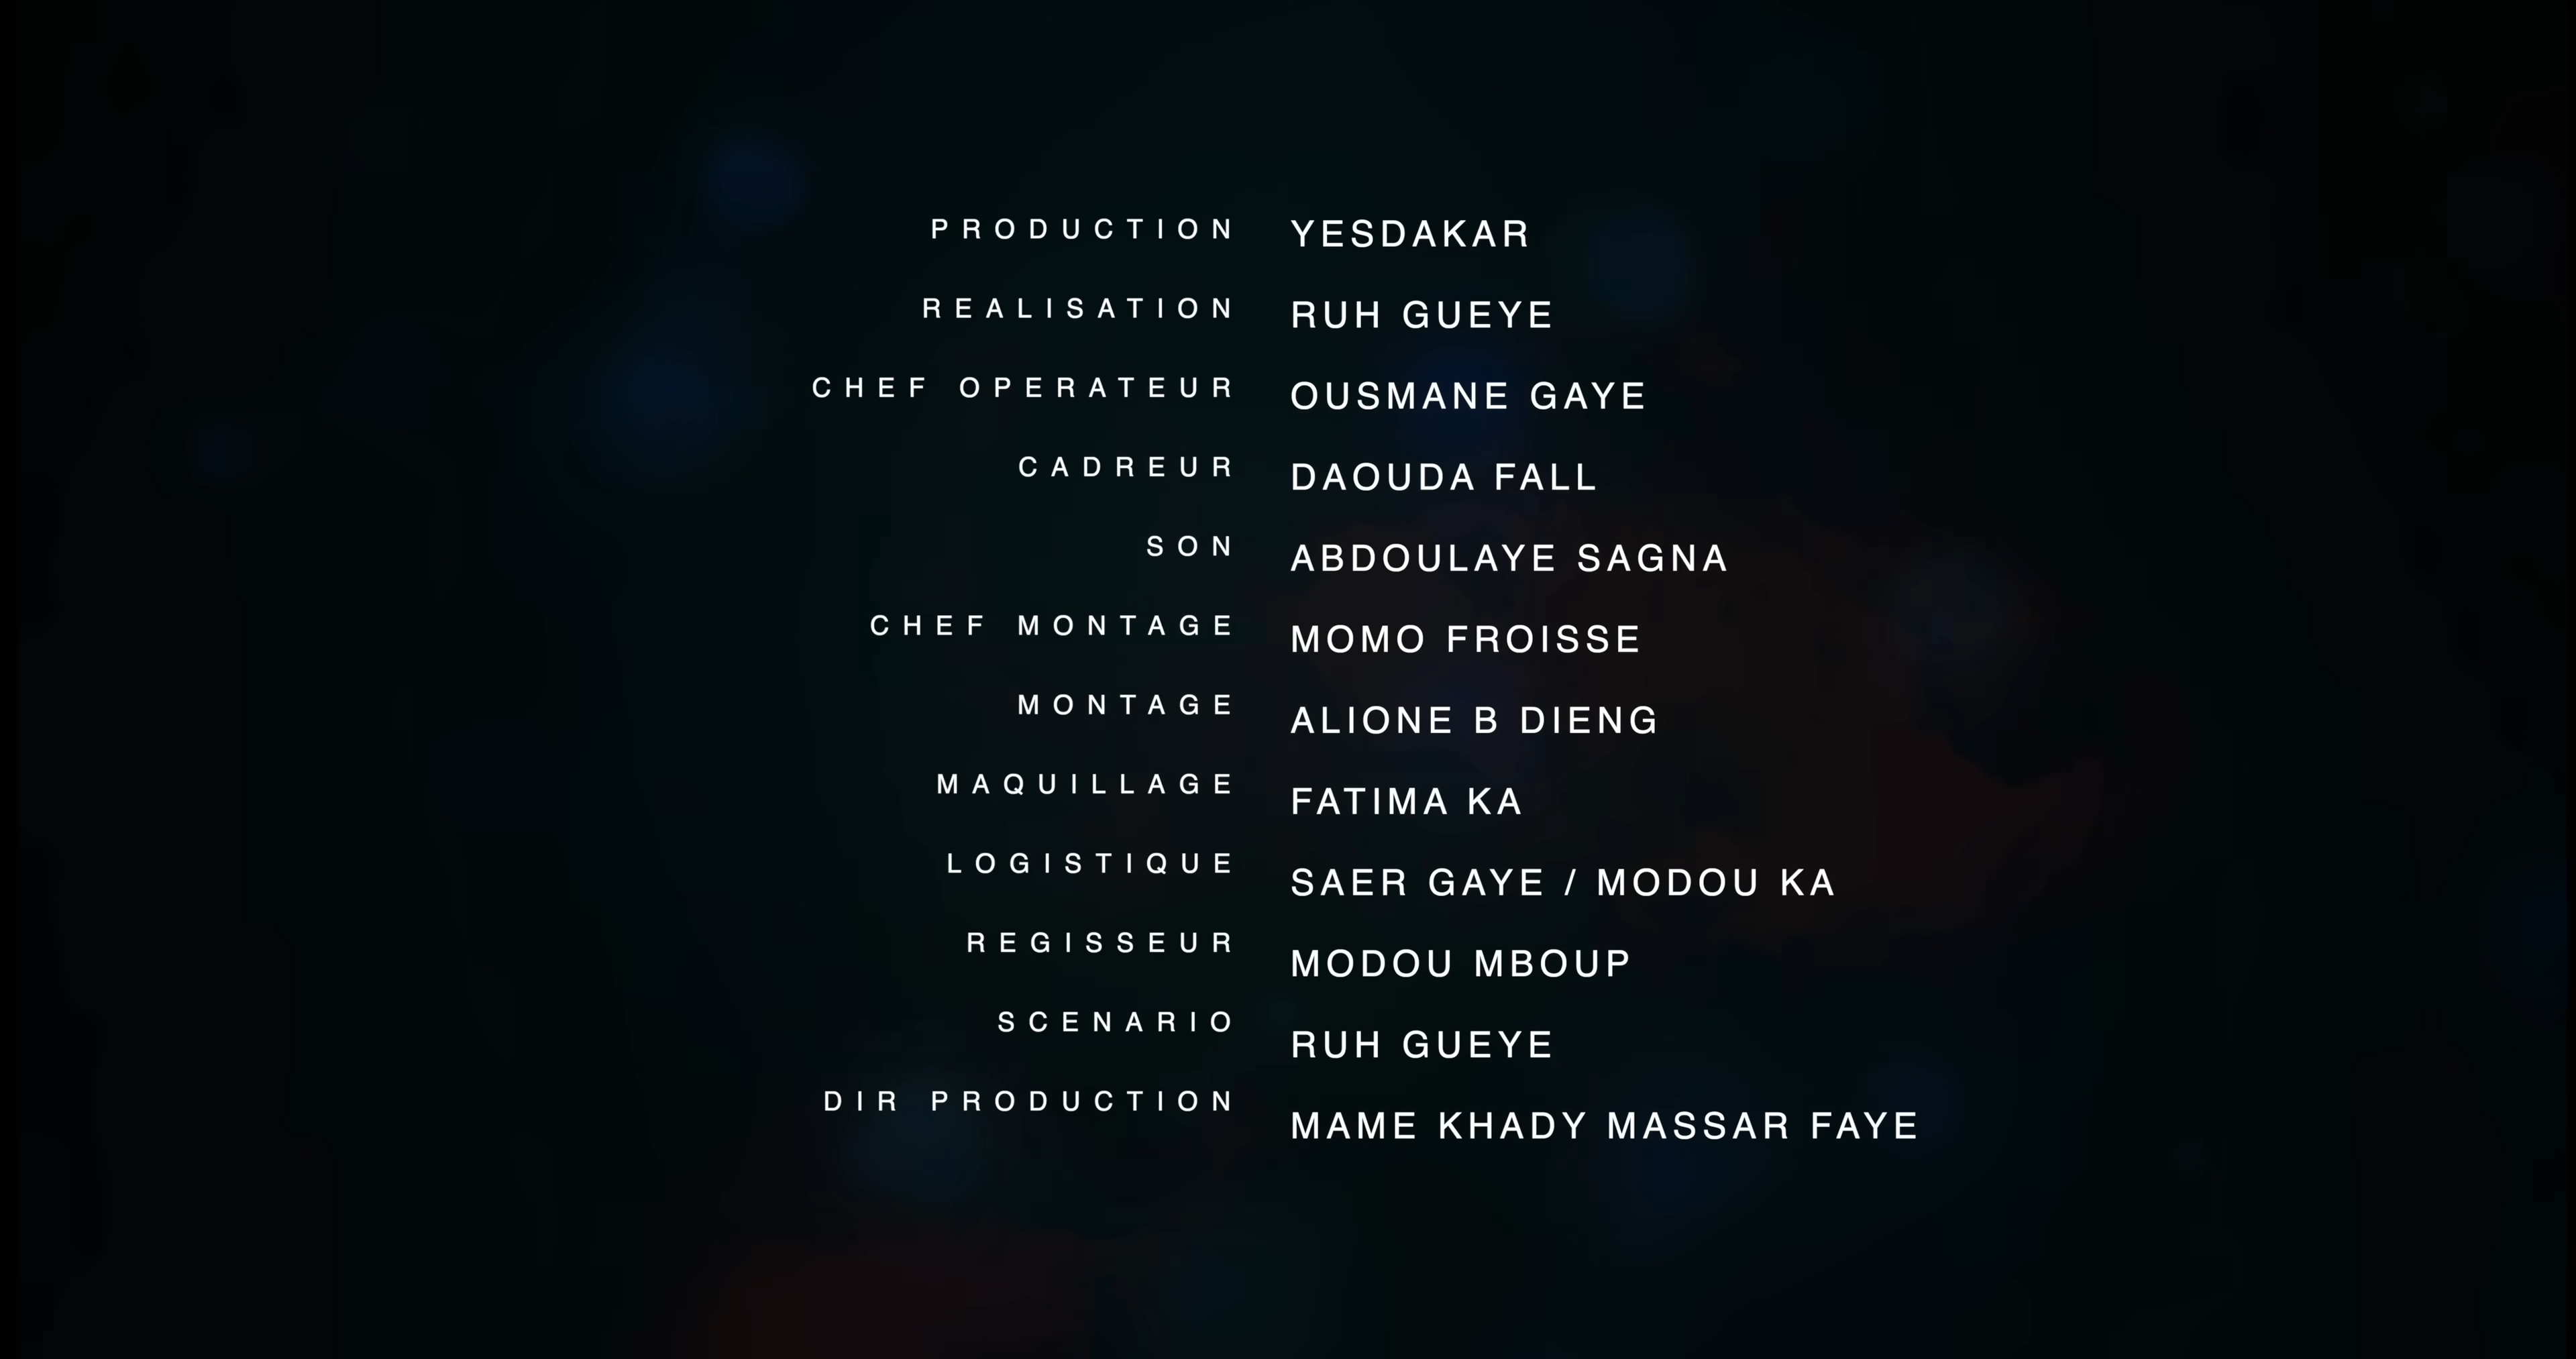 PRODUCTION YESDAKAR
REALISATION RUH GUEYE
CHEF OPERATEUR OUSMANE GAYE
CADREUR DAOUDA FALL
SON ABDOULAYE SAGNA
CHEF MONTAGE MOMO FROISSE
MONTAGE ALIONE B DIENG
MAQUILLAGE FATIMA KA
LOGISTIQUE SAER GAYE / MODOU KA
REGISSEUR MODOU MBOUP
SCENARIO RUH GUEYE
DIR PRODUCTION MAME KHADY MASSAR FAYE